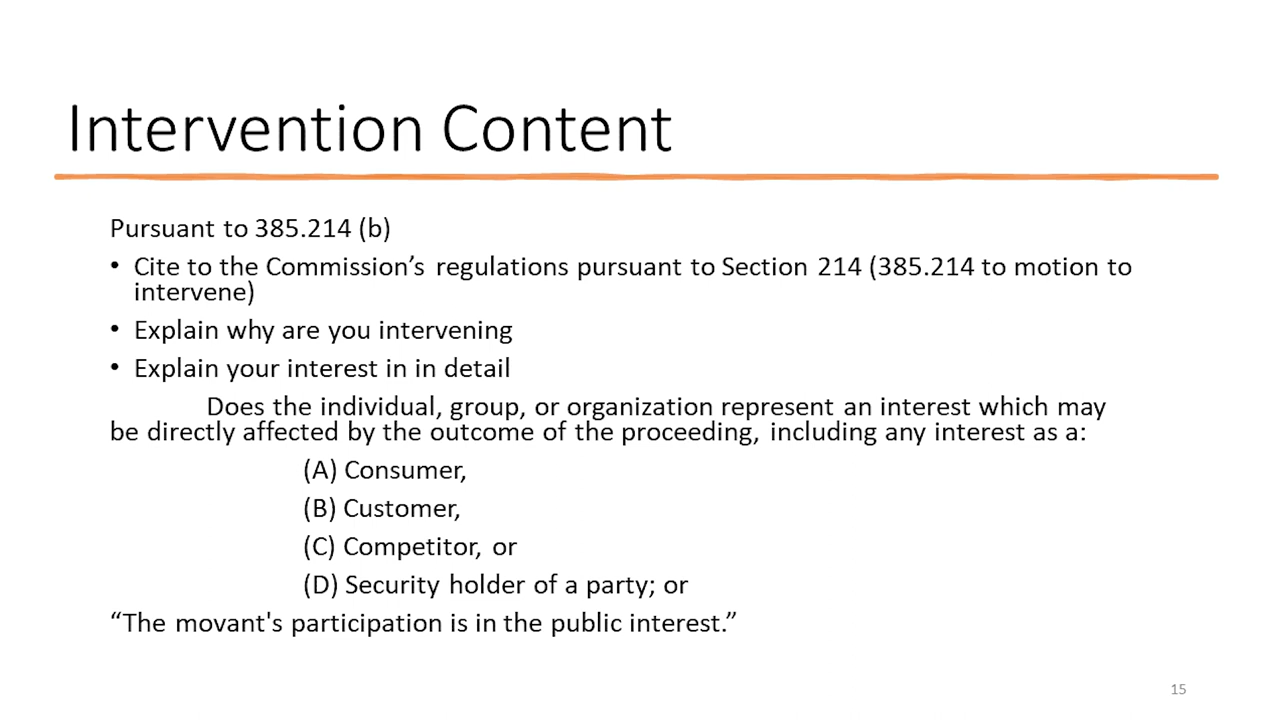 Intervention Content
Pursuant to 385.214 (b)
• Cite to the Commission’s regulations pursuant to Section 214 (385.214 to motion to
intervene)
• Explain why are you intervening
• Explain your interest in in detail
Does the individual, group, or organization represent an interest which may
be directly affected by the outcome of the proceeding, including any interest as a:
(A) Consumer,
(B) Customer,
(C) Competitor, or
(D) Security holder of a party; or
“The movant's participation is in the public interest.”
15